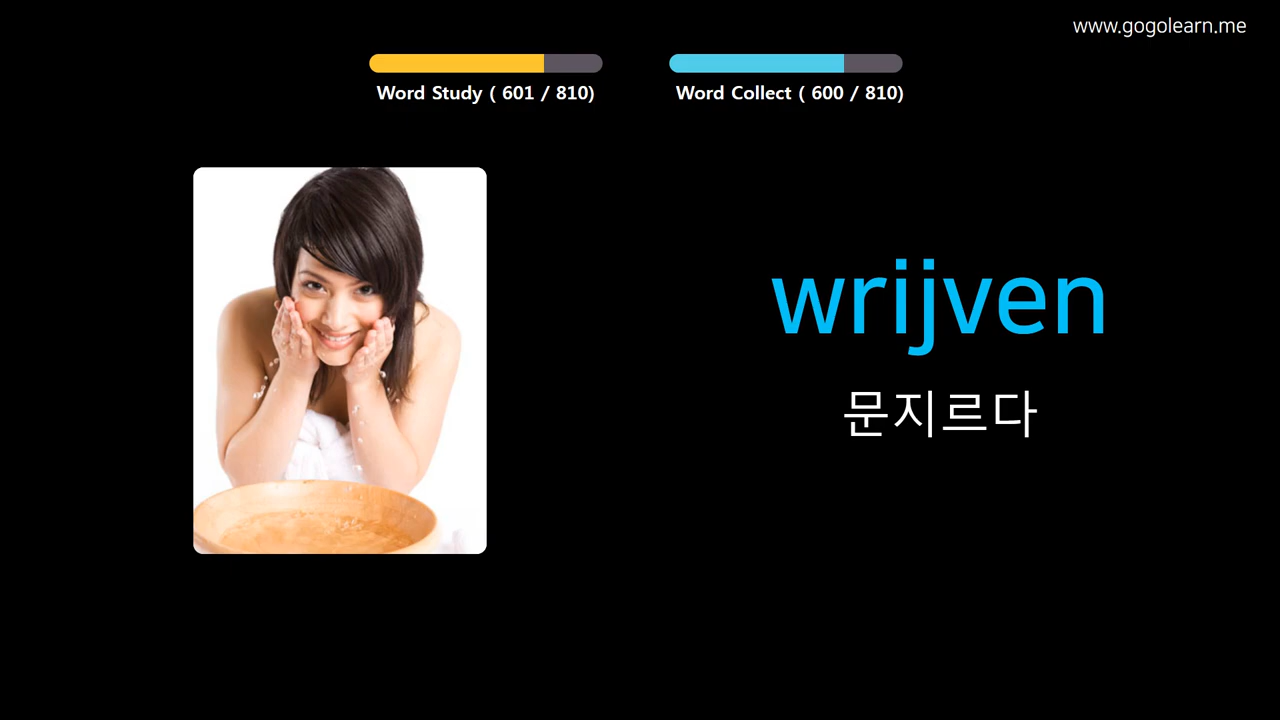 www.gogolearn.me
Word Study ( 601 / 810)
Word Collect ( 600 / 810)
wrijven
문지르다